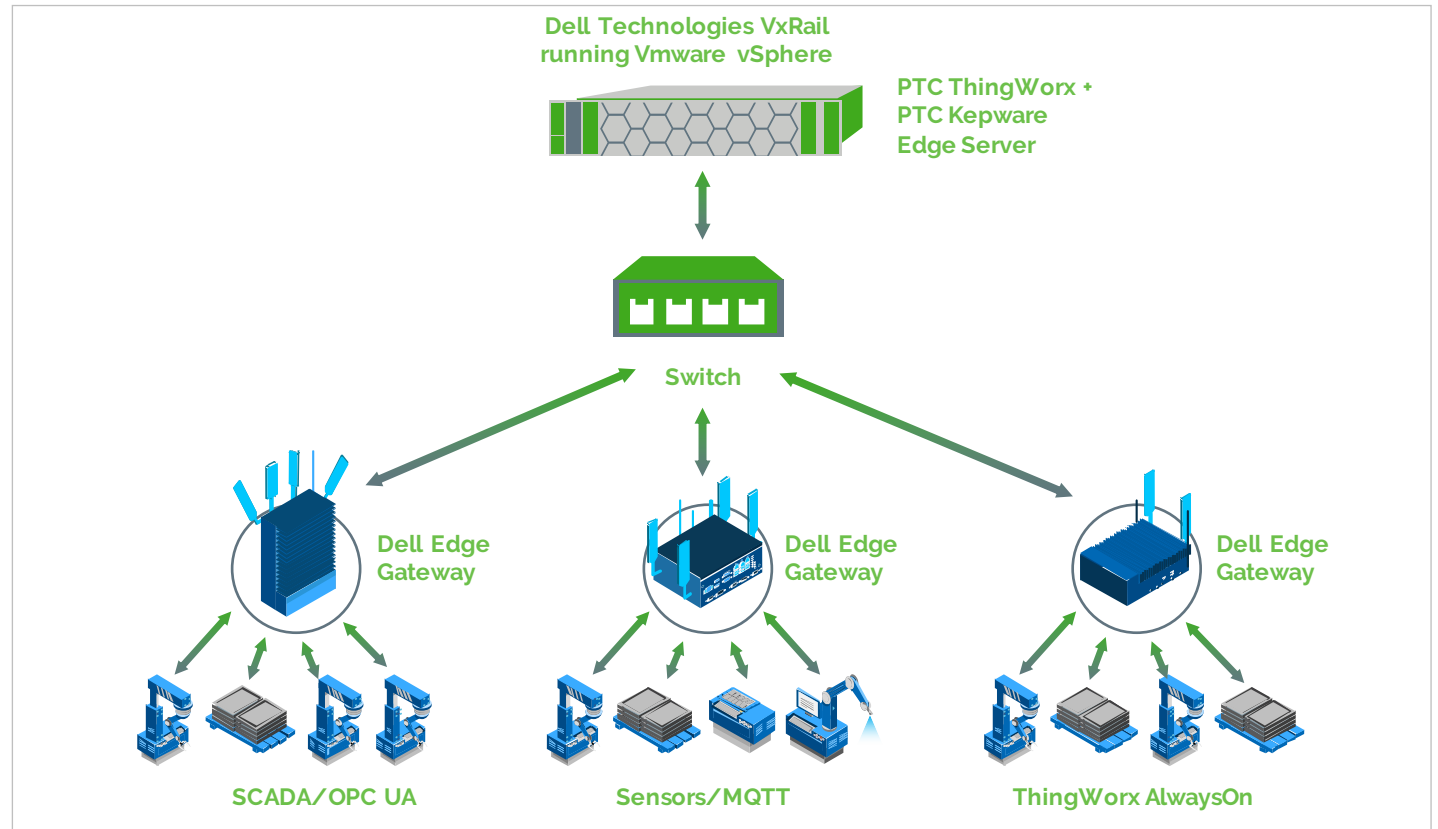 Dell Technologies VxRail
running Vmware vSphere
PTC ThingWorx +
PTC Kepware
Edge Server
Switch
Dell Edge
Gateway
Dell Edge
Gateway
Dell Edge
Gateway
SCADA/OPC UA
Sensors/MQTT
ThingWorx AlwaysOn